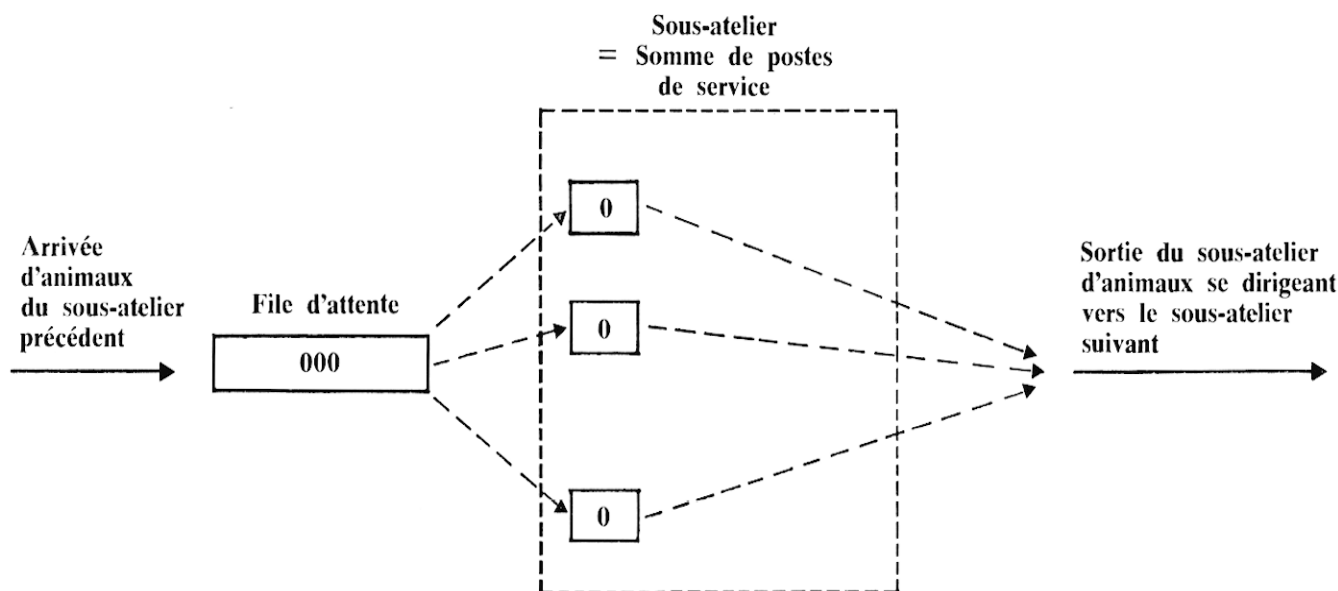 Sous-atelier
= Somme de postes
de service
Arrivée
d'animaux
du sous-atelier
précédent
File d'attente
000
0
0
0
Sortie du sous-atelier
d'animaux se dirigeant
vers le sous-atelier
suivant